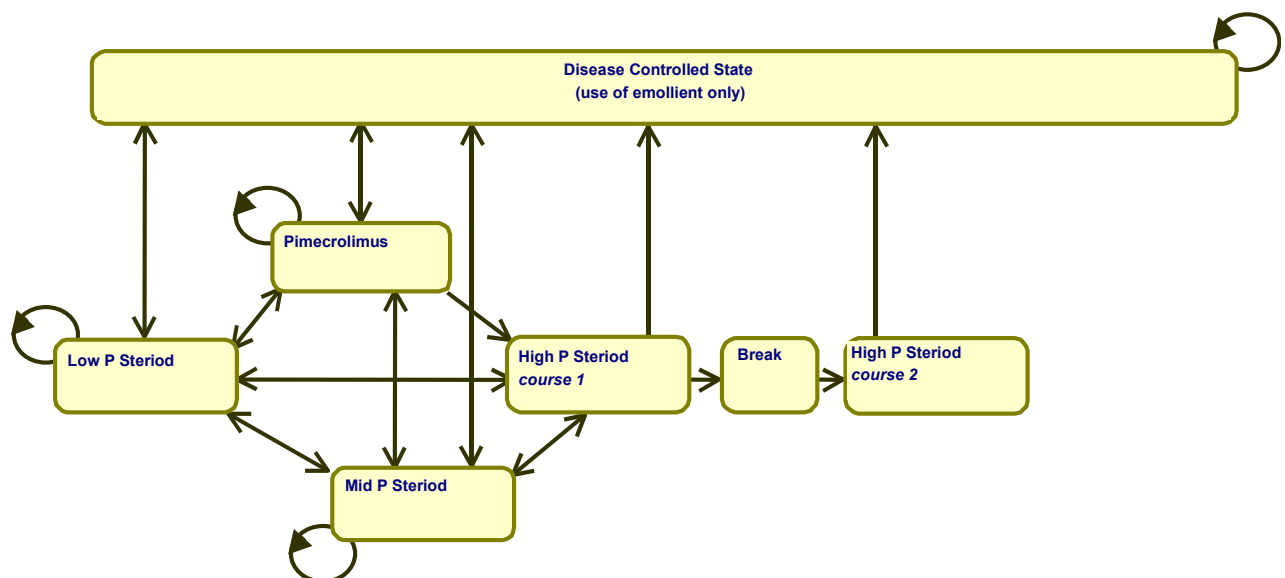 Disease Controlled State
(use of emollient only)
Pimecrolimus
Low P Steriod
High P Steriod
course 1
Break
High P Steriod
course 2
Mid P Steriod